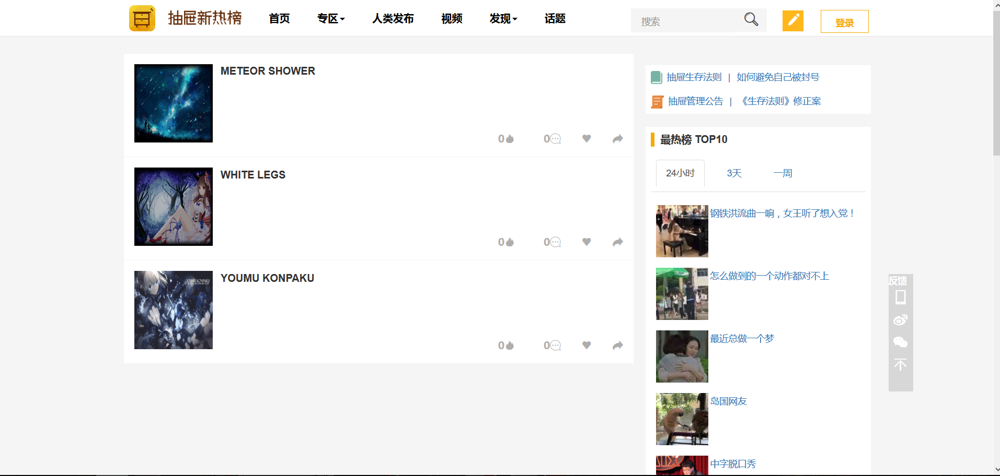 抽屉新热榜
首页
专区
人类发布
视频
发现
话题
搜索
登录
METEOR SHOWER
0
0
WHITE LEGS
0
0
YOUMU KONPAKU
YOUMU KONPAKU
0
0
抽屉生存法则 | 如何避免自己被封号
抽屉管理公告 | 《生存法则》修正案
最热榜 TOP10
24小时
3天
一周
钢铁洪流曲一响，女王听了想入党！
怎么做到的一个动作都对不上
最近总做一个梦
岛国网友
中字脱口秀
反馈